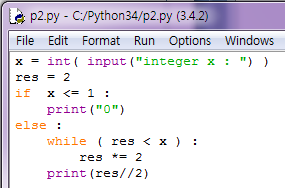 p2.py - C:/Python34/p2.py (3.4.2)
File Edit Format Run Options Windows
x = int( input("integer x : ") )
res = 2
if  x <= 1 :
    print("0")
else :
    while ( res < x ) :
        res *= 2
    print(res//2)